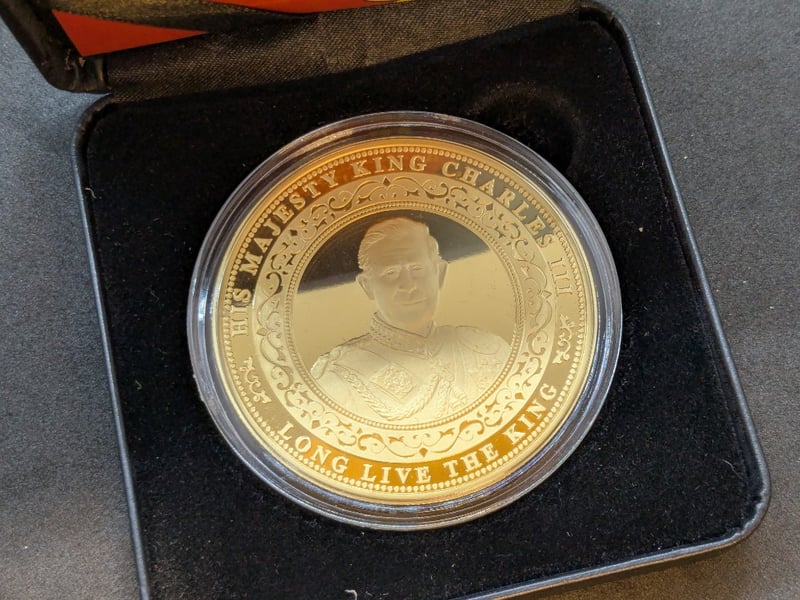 HIS MAJESTY KING CHARLES III
LONG LIVE THE KING